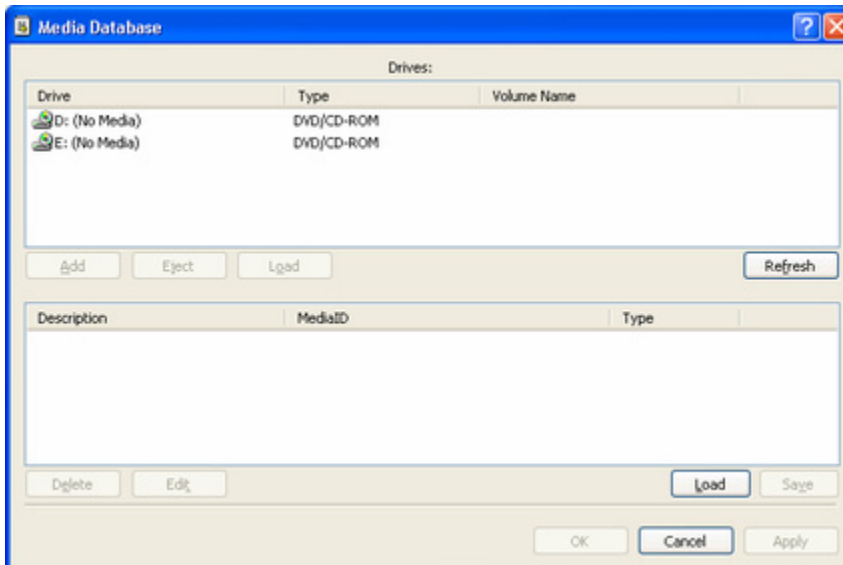 Media Database
Drives:
Drive Type Volume Name
D: (No Media) DVD/CD-ROM
E: (No Media) DVD/CD-ROM
Add Eject Load Refresh
Description MediaID Type
Delete Edit Load Save
OK Cancel Apply